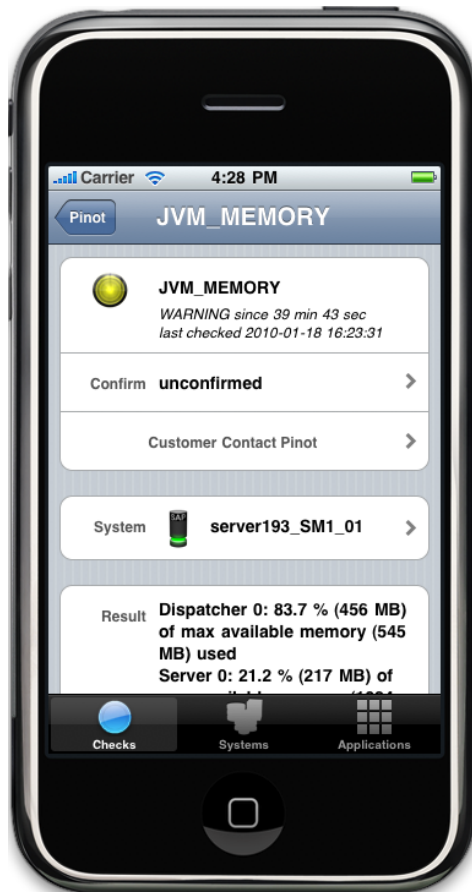 Carrier 4:28 PM
Pinot JVM_MEMORY
JVM_MEMORY
WARNING since 39 min 43 sec
last checked 2010-01-18 16:23:31
Confirm unconfirmed
Customer Contact Pinot
System SAP server193_SM1_01
Result Dispatcher 0: 83.7 % (456 MB)
of max available memory (545
MB) used
Server 0: 21.2 % (217 MB) of
Checks Systems Applications